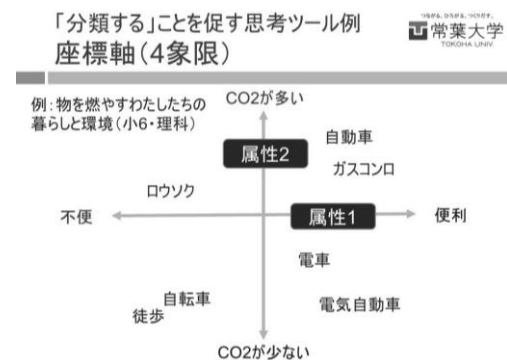 「分類する」ことを促す思考ツール例
座標軸(4象限)
つながる。ひろがる。つくりだす。
常葉大学
TOKOHA UNIV.
例:物を燃やすわたしたちの
暮らしと環境(小6・理科)
CO2が多い
自動車
属性2
ガスコンロ
ロウソク
不便
属性1
便利
電車
自転車
電気自動車
徒歩
CO2が少ない